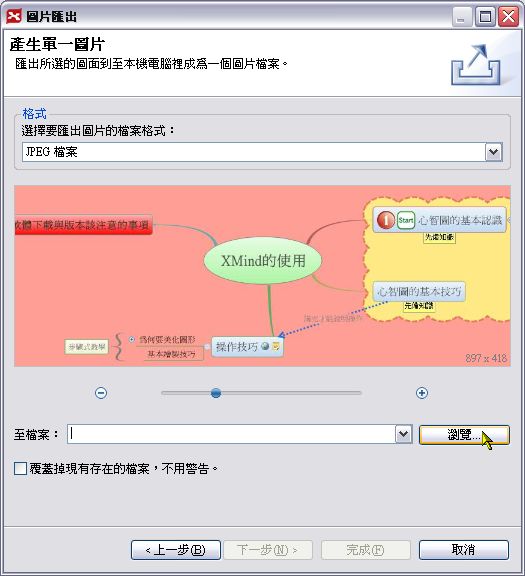 圖片匯出
產生單一圖片
匯出所選的圖面到至本機電腦裡成為一個圖片檔案。
格式
選擇要匯出圖片的檔案格式：
JPEG 檔案
軟體下載與版本該注意的事項
Start 心智圖的基本認識
先備知識
XMind的使用
心智圖的基本技巧
先備知識
為何要美化圖形
步驟式教學
基本繪製技巧
操作技巧
897 x 418
至檔案：
瀏覽...
覆蓋掉現有存在的檔案，不用警告。
< 上一步(B)
下一步(N) >
完成(F)
取消